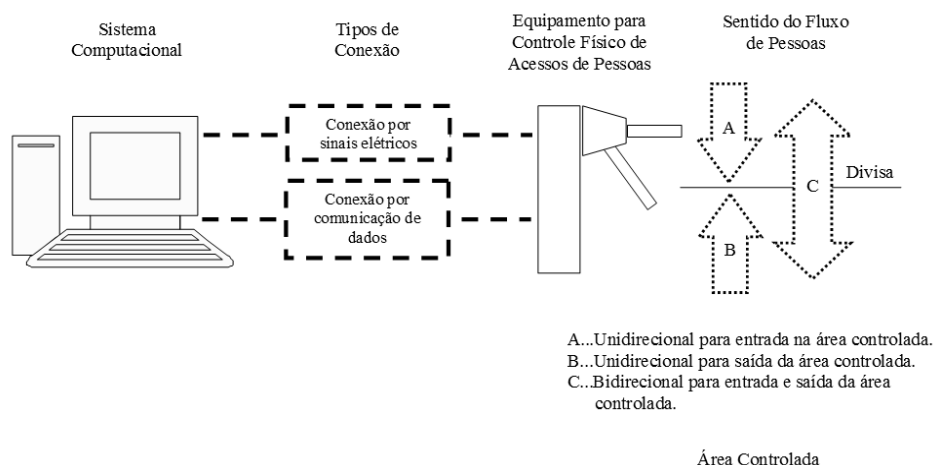 Sistema
Computacional
Tipos de
Conexão
Equipamento para
Controle Físico de
Acessos de Pessoas
Sentido do Fluxo
de Pessoas
Conexão por
sinais elétricos
Conexão por
comunicação de
dados
A
B
C
Divisa
A...Unidirecional para entrada na área controlada.
B...Unidirecional para saída da área controlada.
C...Bidirecional para entrada e saída da área
controlada.
Área Controlada